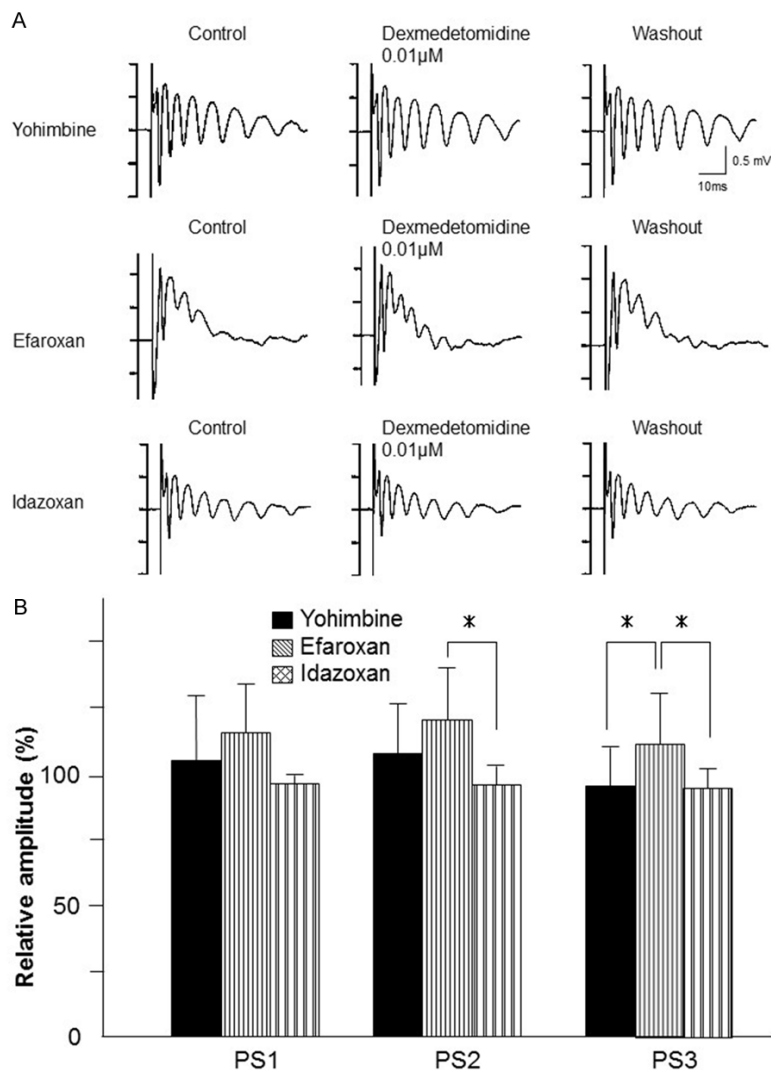 A
Control Dexmedetomidine 0.01μM Washout
Yohimbine
0.5 mV
10ms
Control Dexmedetomidine 0.01μM Washout
Efaroxan
Control Dexmedetomidine 0.01μM Washout
Idazoxan
B
Yohimbine
Efaroxan
Idazoxan
* * *
Relative amplitude (%)
100
50
0
PS1 PS2 PS3